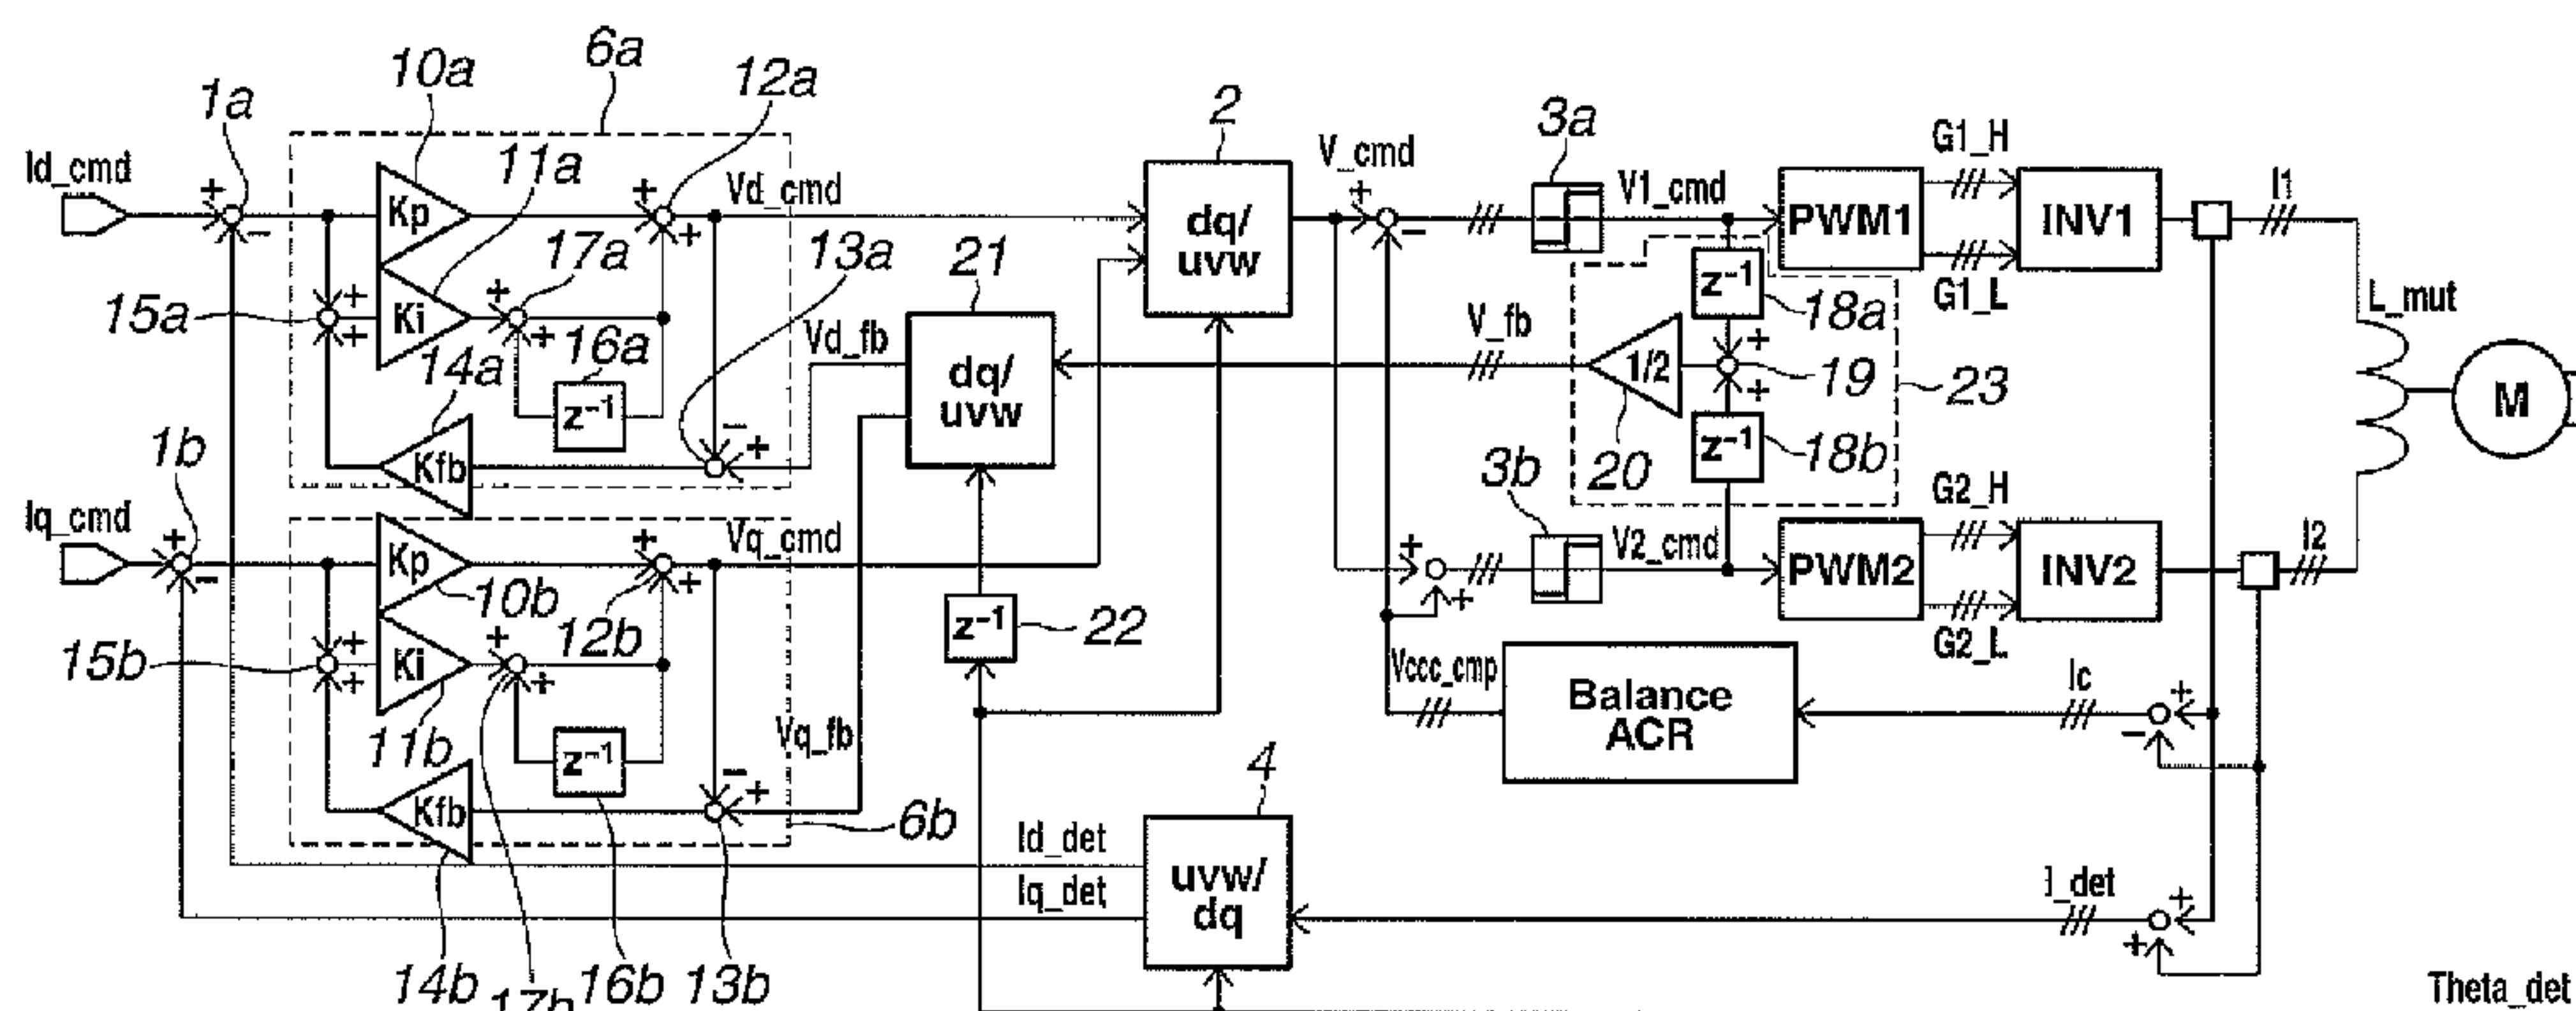 6a
10a
12a
1a
2
3a
11a
Id_cmd
+
-
Kp
+
+
Vd_cmd
dq/
uvw
V_cmd
+
-
V1_cmd
PWM1
G1_H
G1_L
INV1
I1
17a
13a
21
15a
+
+
Ki
+
+
16a
z-1
14a
Kfb
-
+
Vd_fb
dq/
uvw
V_fb
1/2
20
z-1
18a
+
+
19
23
z-1
18b
L_mut
M
1b
Iq_cmd
+
-
Kp
10b
+
+
12b
Vq_cmd
3b
+
+
V2_cmd
PWM2
G2_H
G2_L
INV2
I2
15b
+
+
Ki
11b
+
+
z-1
22
z-1
Vq_fb
Vccc_cmp
Balance
ACR
Ic
+
-
Kfb
-
+
6b
4
Id_det
Iq_det
uvw/
dq
I_det
+
+
14b
17b
16b
13b
Theta_det